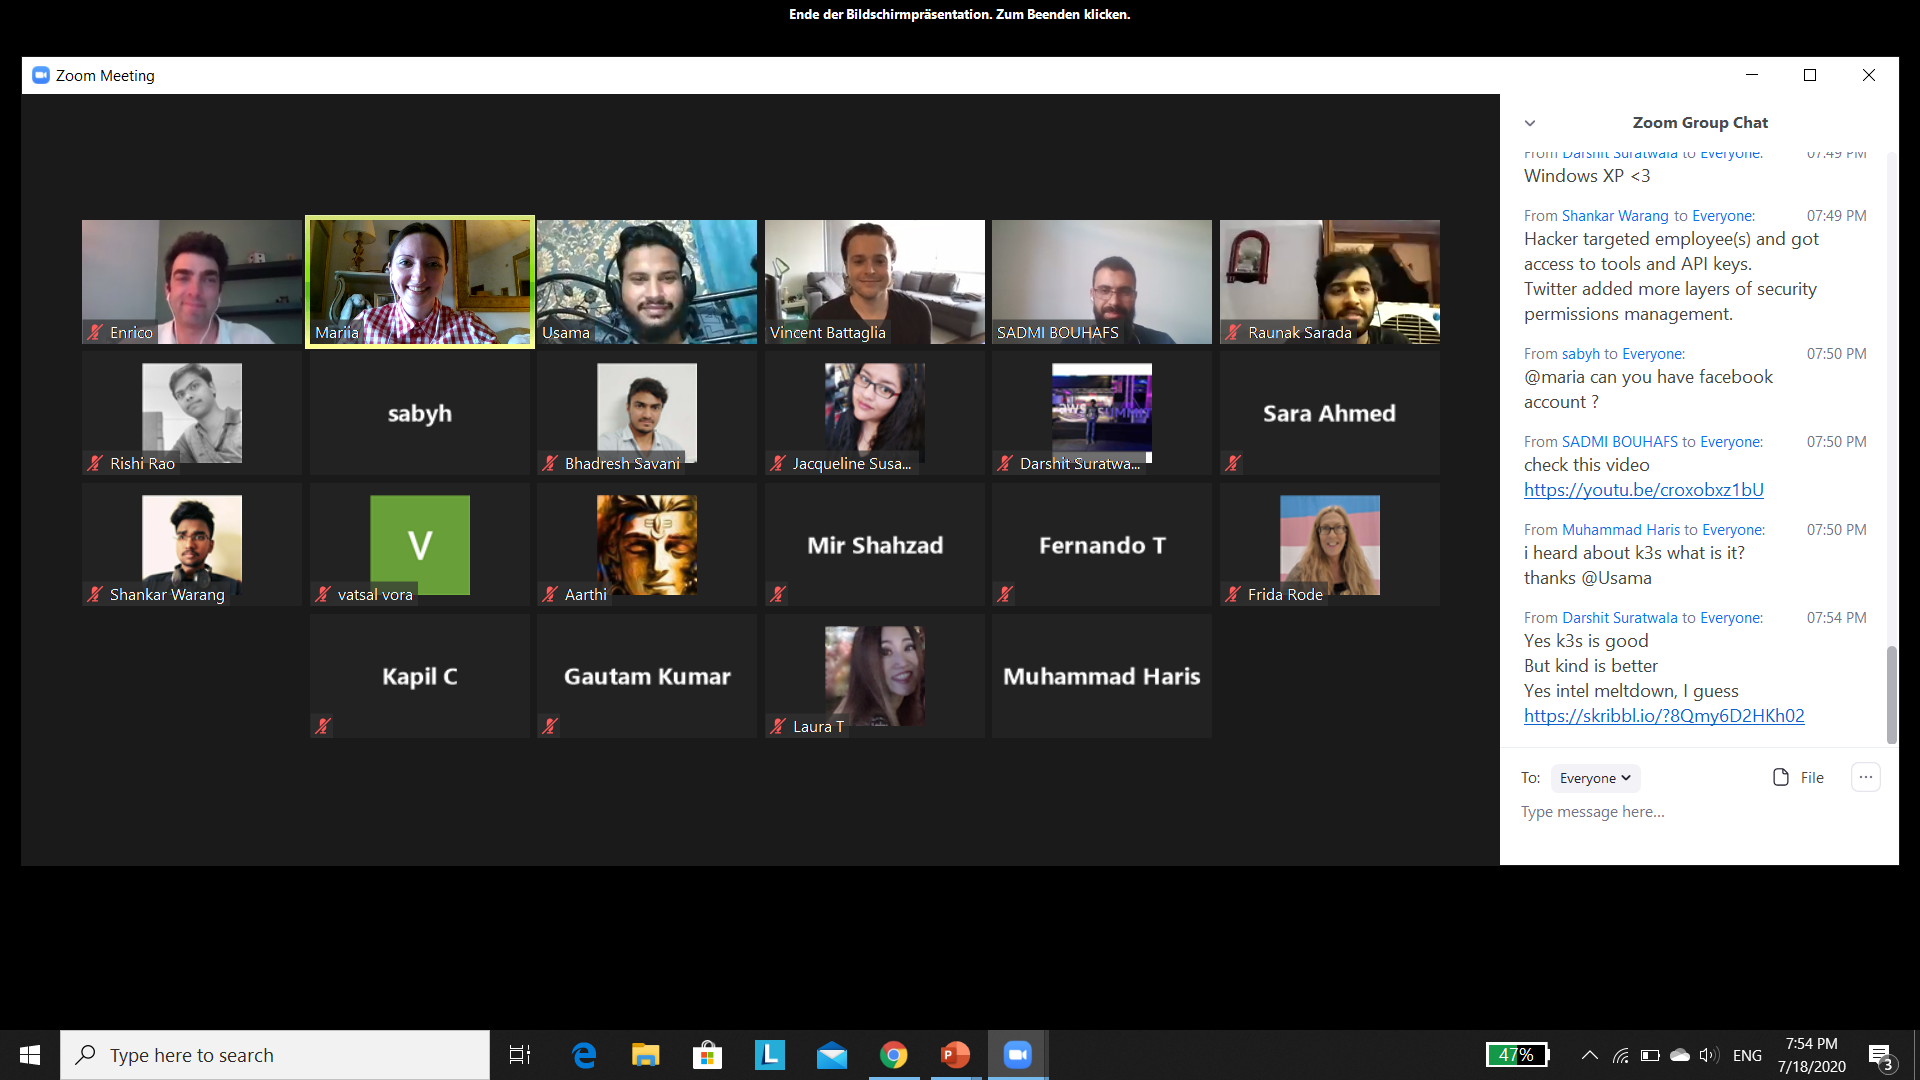 Ende der Bildschirmpräsentation. Zum Beenden klicken.
Zoom Meeting
Enrico
Mariia
Usama
Vincent Battaglia
SADMI BOUHAFS
Raunak Sarada
Rishi Rao
sabyh
Bhadresh Savani
Jacqueline Susa...
Darshit Suratwa...
Sara Ahmed
Shankar Warang
V
vatsal vora
Aarthi
Mir Shahzad
Fernando T
Frida Rode
Kapil C
Gautam Kumar
Laura T
Muhammad Haris
Zoom Group Chat
From Darshit Suratwala to Everyone: 07:49 PM
Windows XP <3
From Shankar Warang to Everyone: 07:49 PM
Hacker targeted employee(s) and got
access to tools and API keys.
Twitter added more layers of security
permissions management.
From sabyh to Everyone: 07:50 PM
@maria can you have facebook
account ?
From SADMI BOUHAFS to Everyone: 07:50 PM
check this video
https://youtu.be/croxobxz1bU
From Muhammad Haris to Everyone: 07:50 PM
i heard about k3s what is it?
thanks @Usama
From Darshit Suratwala to Everyone: 07:54 PM
Yes k3s is good
But kind is better
Yes intel meltdown, I guess
https://skribbl.io/?8Qmy6D2HKh02
To: Everyone File ...
Type message here...
Type here to search
L
P
47%
ENG
7:54 PM
7/18/2020
3